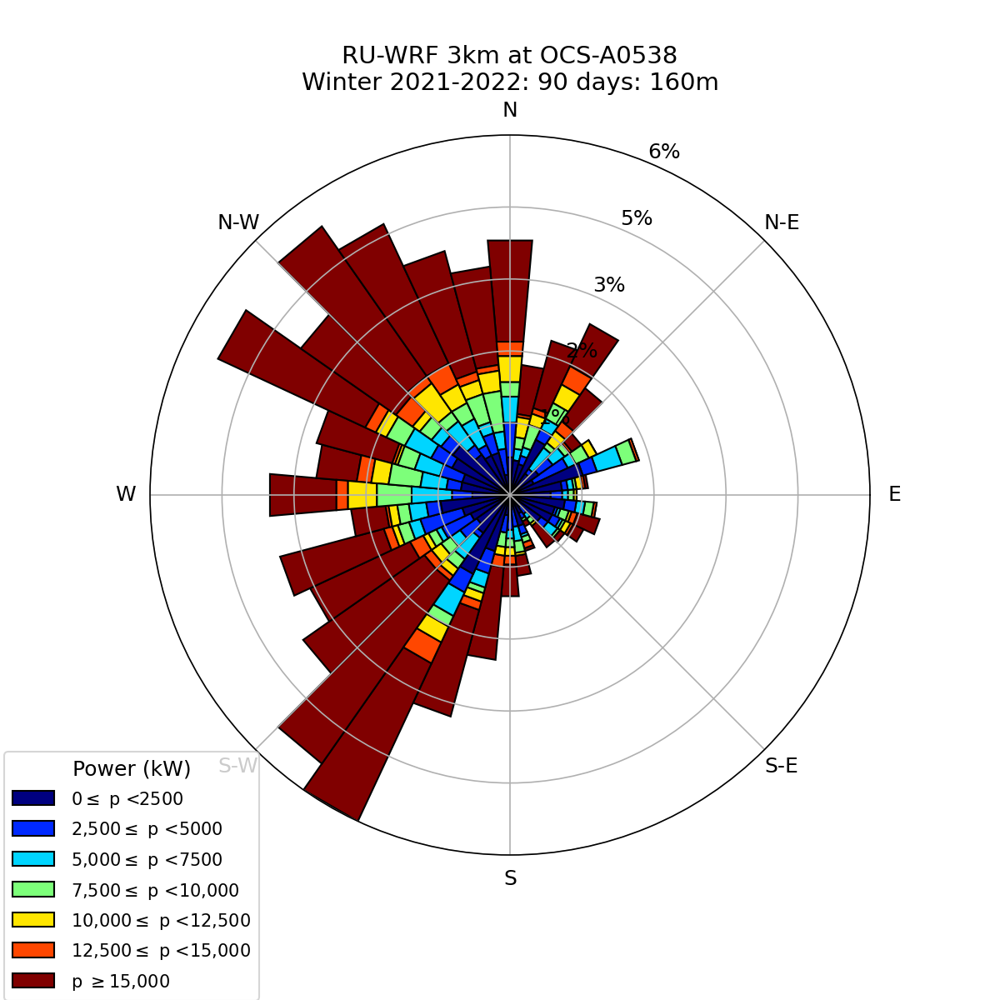 RU-WRF 3km at OCS-A0538
Winter 2021-2022: 90 days: 160m
N
6%
N-W
N-E
5%
3%
2%
1%
W
E
S-W
S-E
S
Power (kW)
0≤ p <2500
2,500≤ p <5000
5,000≤ p <7500
7,500≤ p <10,000
10,000≤ p <12,500
12,500≤ p <15,000
p ≥15,000